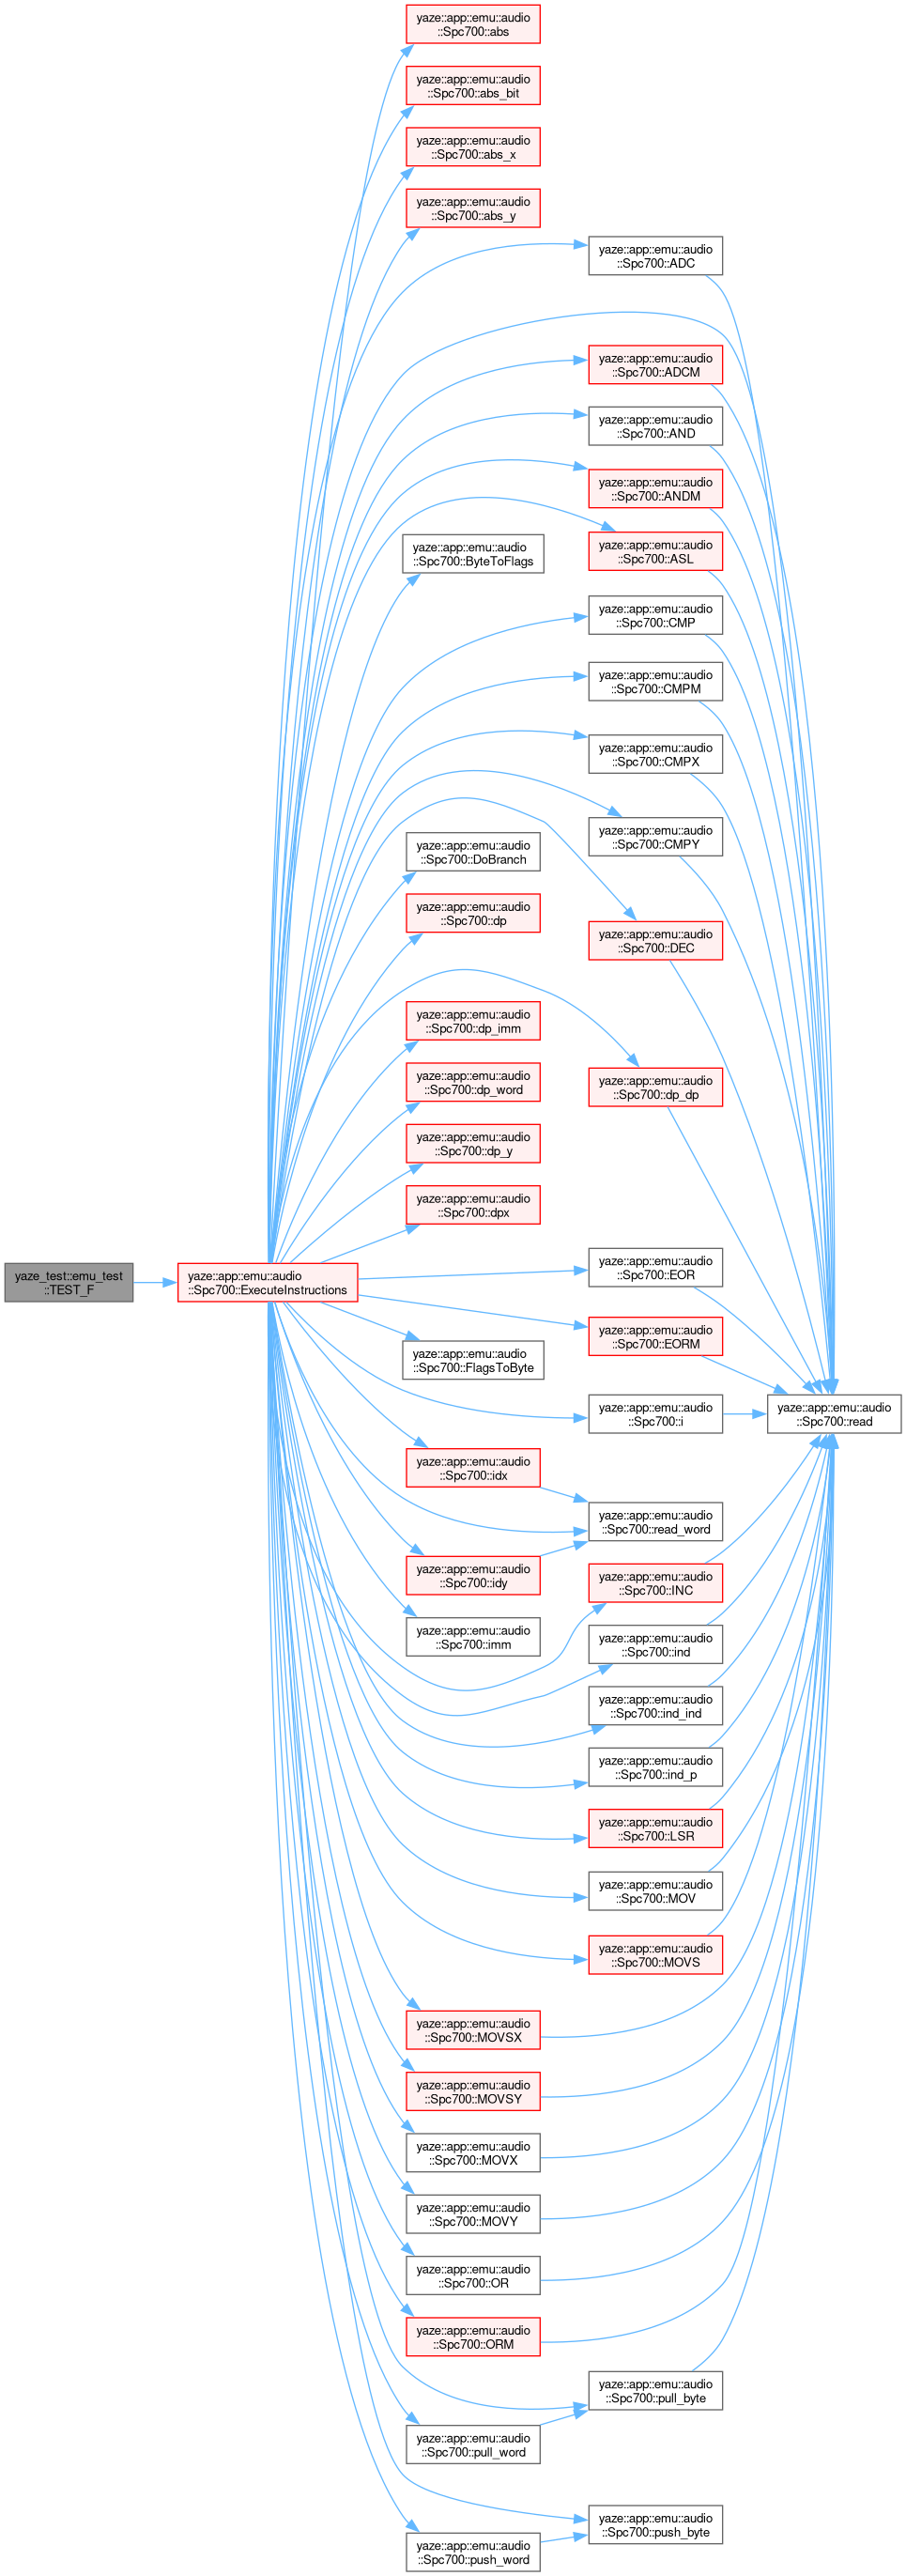 yaze::app::emu::audio
::Spc700::abs
yaze::app::emu::audio
::Spc700::abs_bit
yaze::app::emu::audio
::Spc700::abs_x
yaze::app::emu::audio
::Spc700::abs_y
yaze::app::emu::audio
::Spc700::ADC
yaze::app::emu::audio
::Spc700::ADCM
yaze::app::emu::audio
::Spc700::AND
yaze::app::emu::audio
::Spc700::ANDM
yaze::app::emu::audio
::Spc700::ASL
yaze::app::emu::audio
::Spc700::ByteToFlags
yaze::app::emu::audio
::Spc700::CMP
yaze::app::emu::audio
::Spc700::CMPM
yaze::app::emu::audio
::Spc700::CMPX
yaze::app::emu::audio
::Spc700::CMPY
yaze::app::emu::audio
::Spc700::DoBranch
yaze::app::emu::audio
::Spc700::dp
yaze::app::emu::audio
::Spc700::DEC
yaze::app::emu::audio
::Spc700::dp_imm
yaze::app::emu::audio
::Spc700::dp_word
yaze::app::emu::audio
::Spc700::dp_dp
yaze::app::emu::audio
::Spc700::dp_y
yaze::app::emu::audio
::Spc700::dpx
yaze_test::emu_test
::TEST_F
yaze::app::emu::audio
::Spc700::ExecuteInstructions
yaze::app::emu::audio
::Spc700::EOR
yaze::app::emu::audio
::Spc700::EORM
yaze::app::emu::audio
::Spc700::FlagsToByte
yaze::app::emu::audio
::Spc700::i
yaze::app::emu::audio
::Spc700::read
yaze::app::emu::audio
::Spc700::idx
yaze::app::emu::audio
::Spc700::read_word
yaze::app::emu::audio
::Spc700::idy
yaze::app::emu::audio
::Spc700::INC
yaze::app::emu::audio
::Spc700::imm
yaze::app::emu::audio
::Spc700::ind
yaze::app::emu::audio
::Spc700::ind_ind
yaze::app::emu::audio
::Spc700::ind_p
yaze::app::emu::audio
::Spc700::LSR
yaze::app::emu::audio
::Spc700::MOV
yaze::app::emu::audio
::Spc700::MOVS
yaze::app::emu::audio
::Spc700::MOVSX
yaze::app::emu::audio
::Spc700::MOVSY
yaze::app::emu::audio
::Spc700::MOVX
yaze::app::emu::audio
::Spc700::MOVY
yaze::app::emu::audio
::Spc700::OR
yaze::app::emu::audio
::Spc700::ORM
yaze::app::emu::audio
::Spc700::pull_byte
yaze::app::emu::audio
::Spc700::pull_word
yaze::app::emu::audio
::Spc700::push_byte
yaze::app::emu::audio
::Spc700::push_word